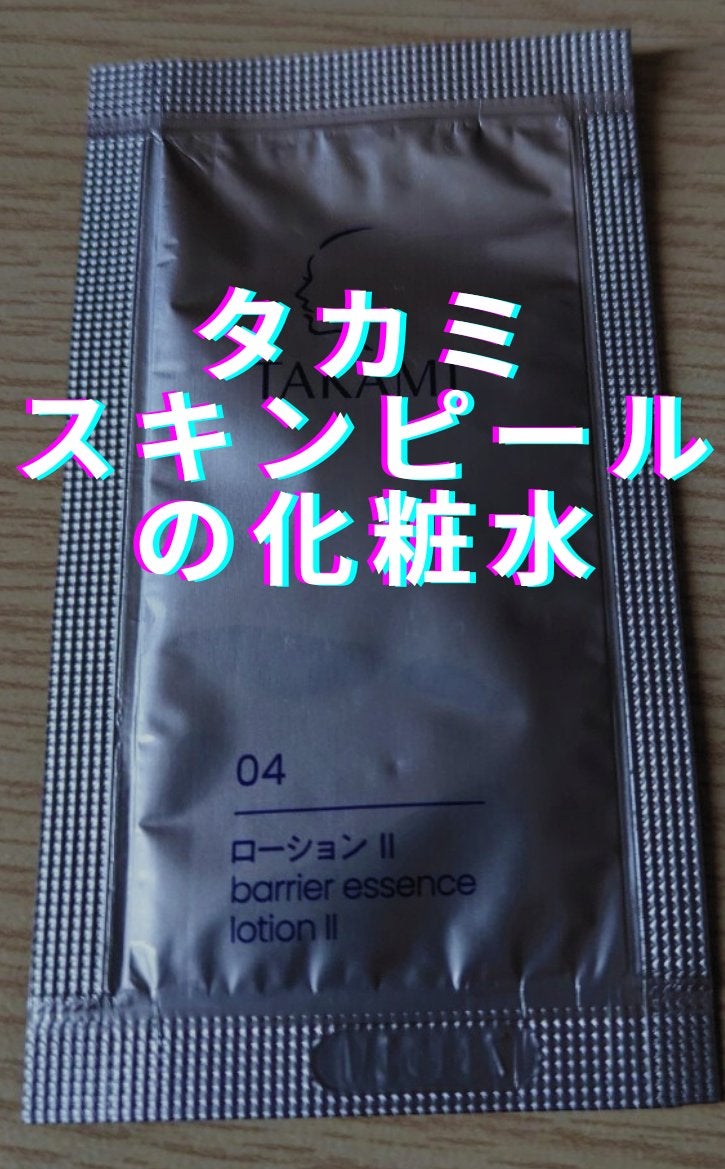 タカミ
TAKAMI
スキンピール
の化粧水
04
ローション II
barrier essence
lotion II